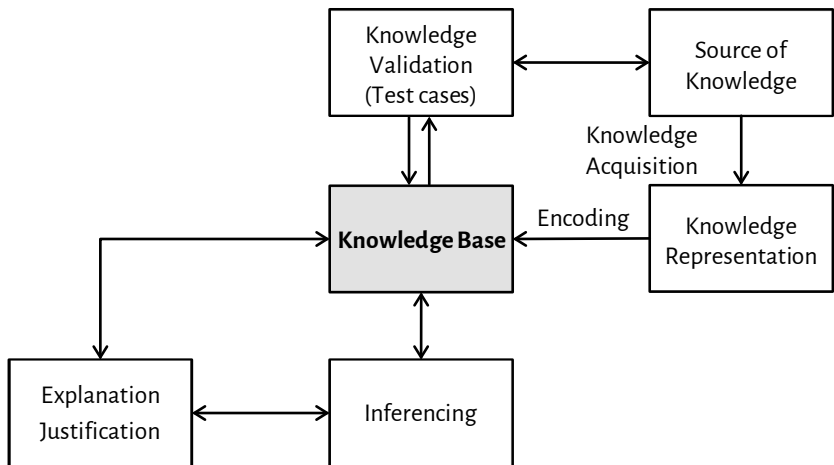 Knowledge
Validation
(Test cases)
Source of
Knowledge
Knowledge
Acquisition
Knowledge Base
Encoding
Knowledge
Representation
Explanation
Justification
Inferencing